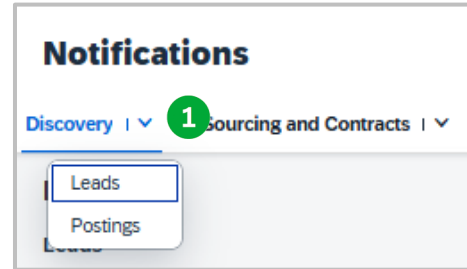 Notifications
Discovery 1 Sourcing and Contracts
Leads
Postings